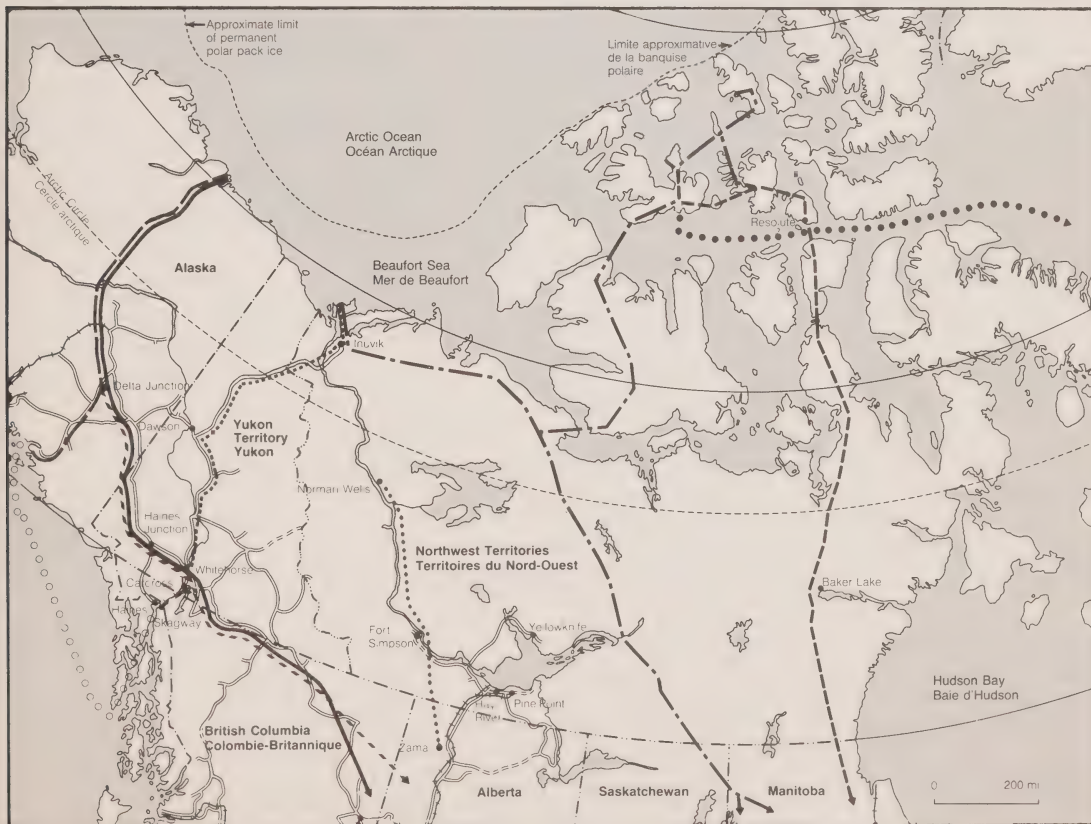 Approximate limit
of permanent
polar pack ice
Limite approximative
de la banquise
polaire
Arctic Ocean
Océan Arctique
Arctic Circle
Cercle arctique
Resolute
Alaska
Beaufort Sea
Mer de Beaufort
Inuvik
Delta Junction
Dawson
Yukon
Territory
Yukon
Norman Wells
Haines
Junction
Northwest Territories
Territoires du Nord-Ouest
Whitehorse
Carcross
Baker Lake
Haines
Skagway
Fort
Simpson
Yellowknife
Hay
River
Pine Point
Hudson Bay
Baie d'Hudson
British Columbia
Colombie-Britannique
Zama
Alberta
Saskatchewan
Manitoba
0 200 mi